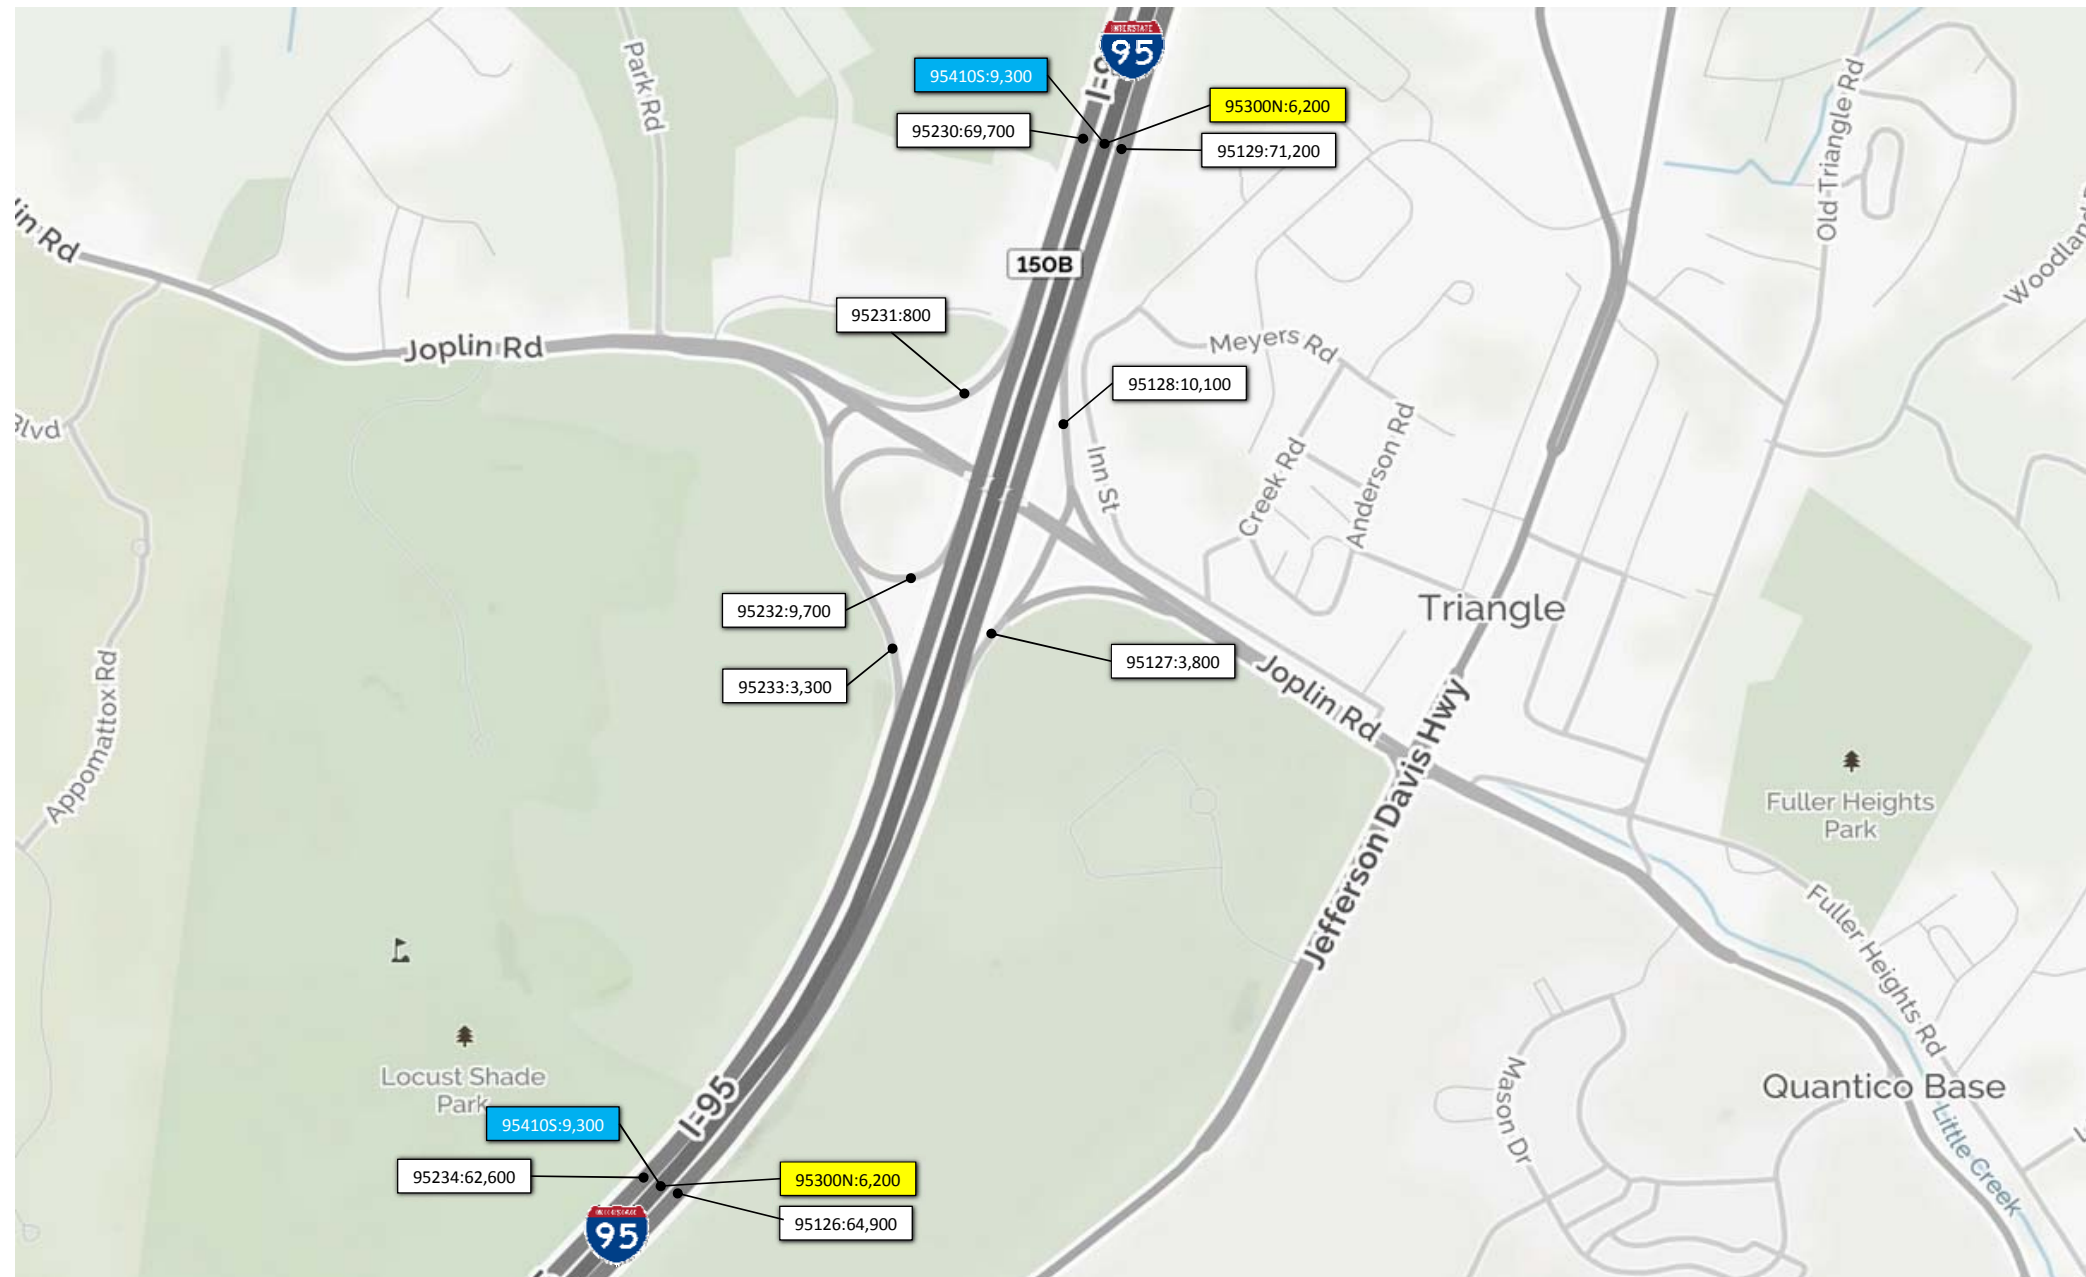 INTERSTATE
95
95410S:9,300
95300N:6,200
95230:69,700
95129:71,200
Park Rd
Old Triangle Rd
lin Rd
150B
95231:800
Joplin Rd
Meyers Rd
95128:10,100
Blvd
Inn St
Creek Rd
Anderson Rd
95232:9,700
Triangle
95233:3,300
95127:3,800
Joplin Rd
Appomattox Rd
Jefferson Davis Hwy
Fuller Heights
Park
Fuller Heights Rd
Locust Shade
Park
I-95
Mason Dr
Quantico Base
Little Creek
95410S:9,300
95234:62,600
95300N:6,200
95126:64,900
95